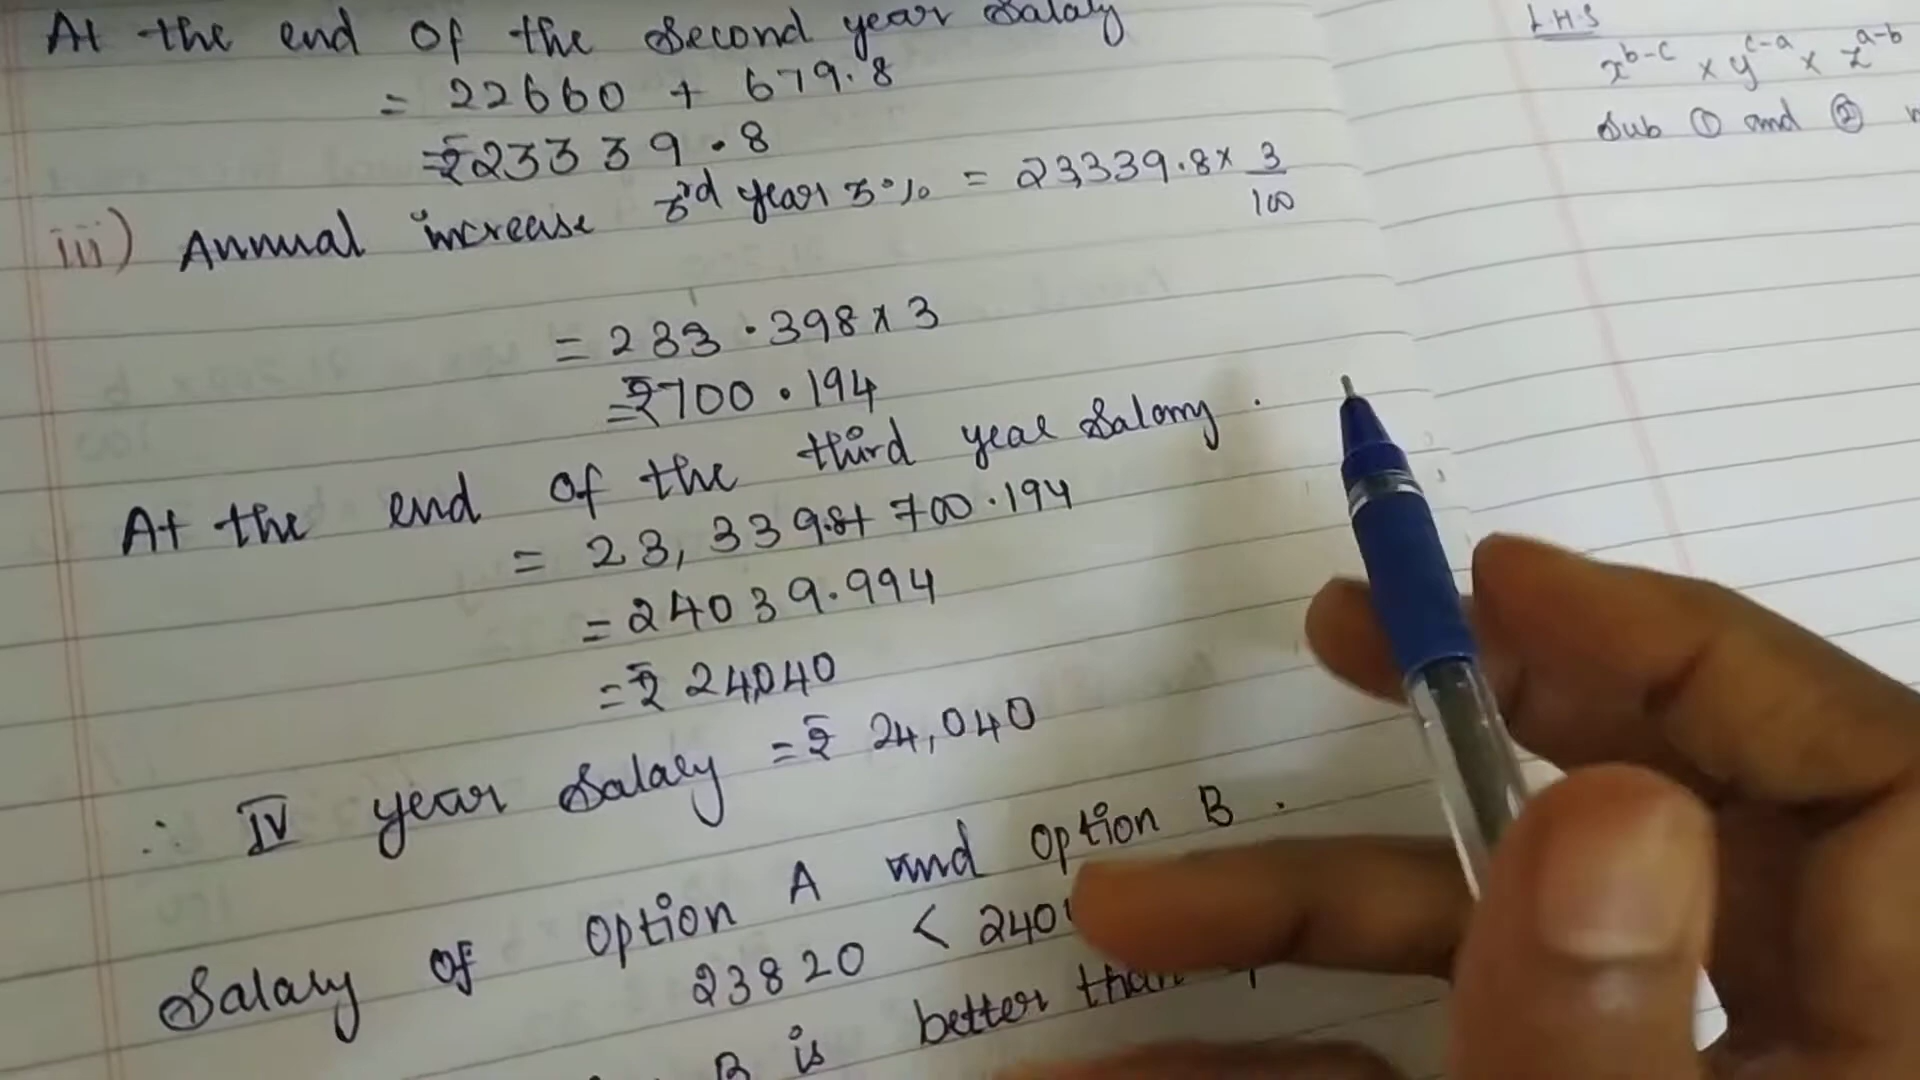 At the end of the second year salary
= 22660 + 679.8
=₹23339.8
iii) Annual increase 3rd year 3% = 23339.8 × 3/100
= 233.398 × 3
=₹700.194
At the end of the third year salary.
= 23,339.8+ 700.194
= 24039.994
=₹ 24,040
∴ IV year salary =₹ 24,040
Salary of option A and option B.
23820 < 240
B is better than
L.H.S
x^{b-c} × y^{c-a} × z^{a-b}
Sub ① and ②